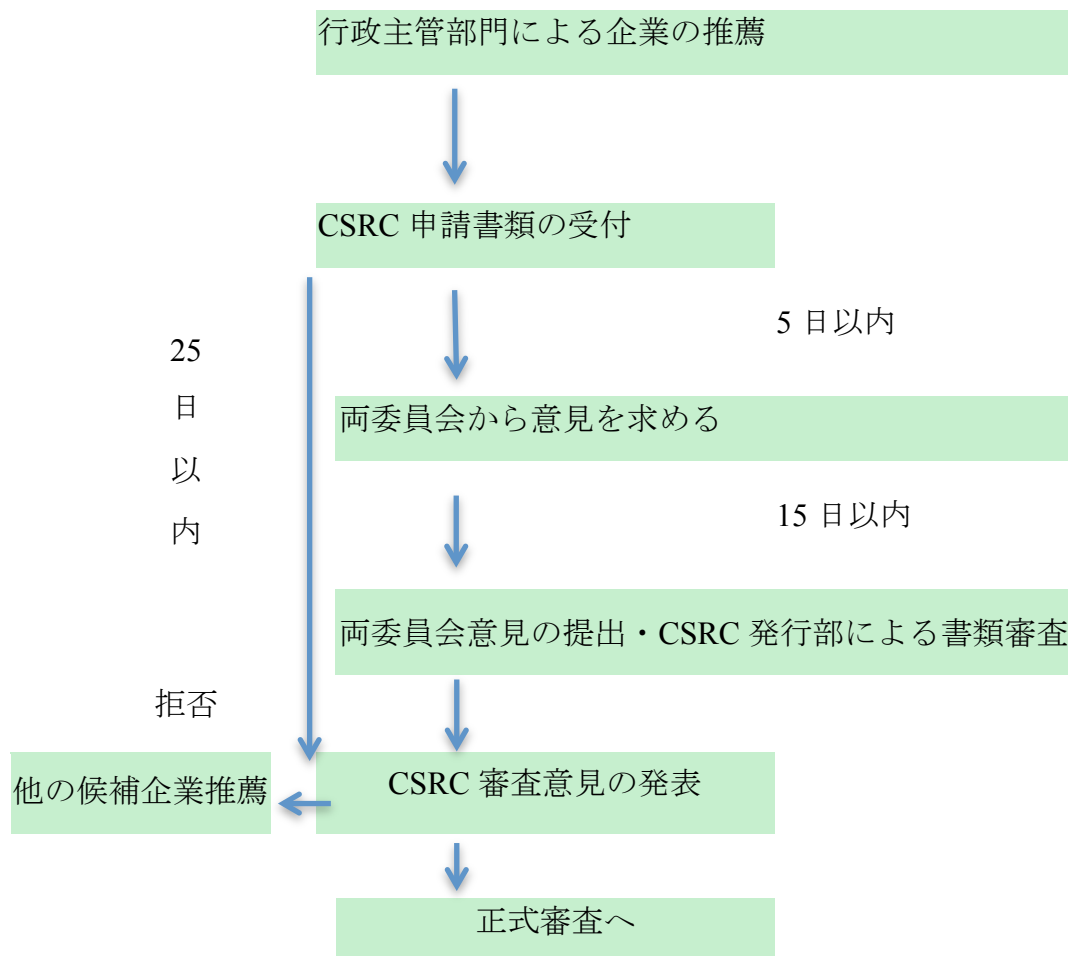 行政主管部門による企業の推薦
CSRC 申請書類の受付
5 日以内
25
日
以
内
両委員会から意見を求める
15 日以内
両委員会意見の提出・CSRC 発行部による書類審査
拒否
他の候補企業推薦
CSRC 審査意見の発表
正式審査へ